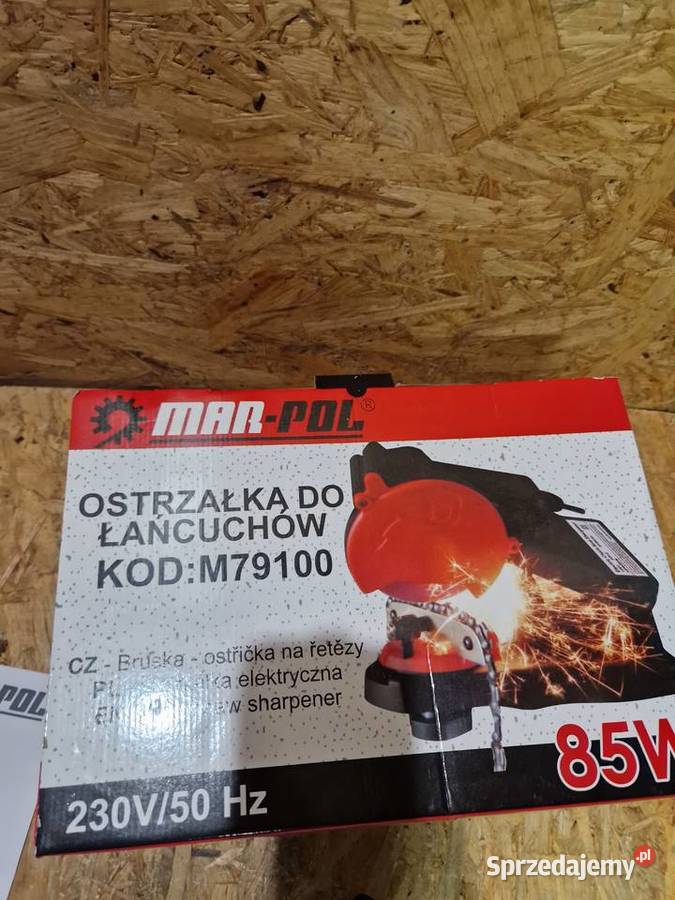 MAR-POL®
OSTRZAŁKA DO
ŁAŃCUCHÓW
KOD:M79100
CZ - Bruska - ostřička na řetězy
elektryczna
sharpener
85W
230V/50 Hz
POL
Sprzedajemy.pl